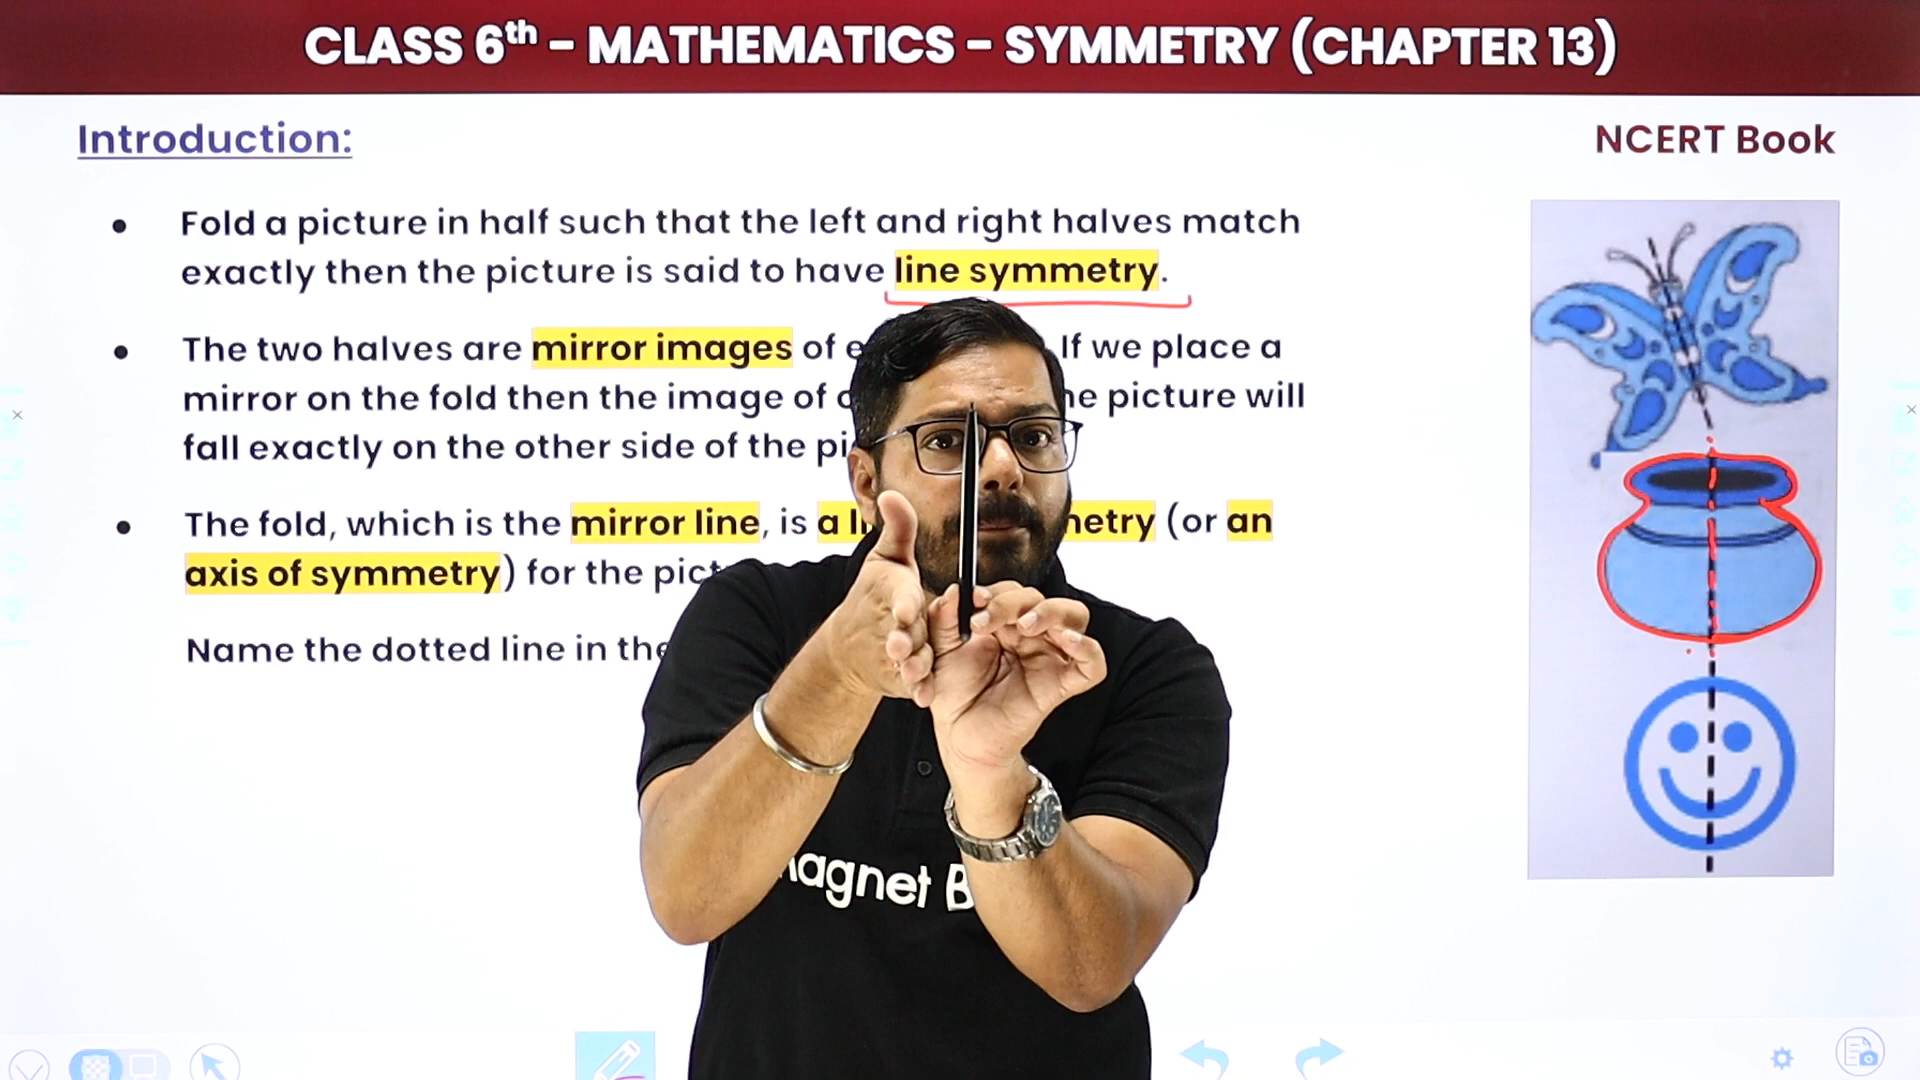 CLASS 6th - MATHEMATICS - SYMMETRY (CHAPTER 13)
Introduction:
NCERT Book
• Fold a picture in half such that the left and right halves match
exactly then the picture is said to have line symmetry.
• The two halves are mirror images of If we place a
mirror on the fold then the image of picture will
fall exactly on the other side of the
• The fold, which is the mirror line, is a (or an
axis of symmetry) for the
Name the dotted line in the
agnet B